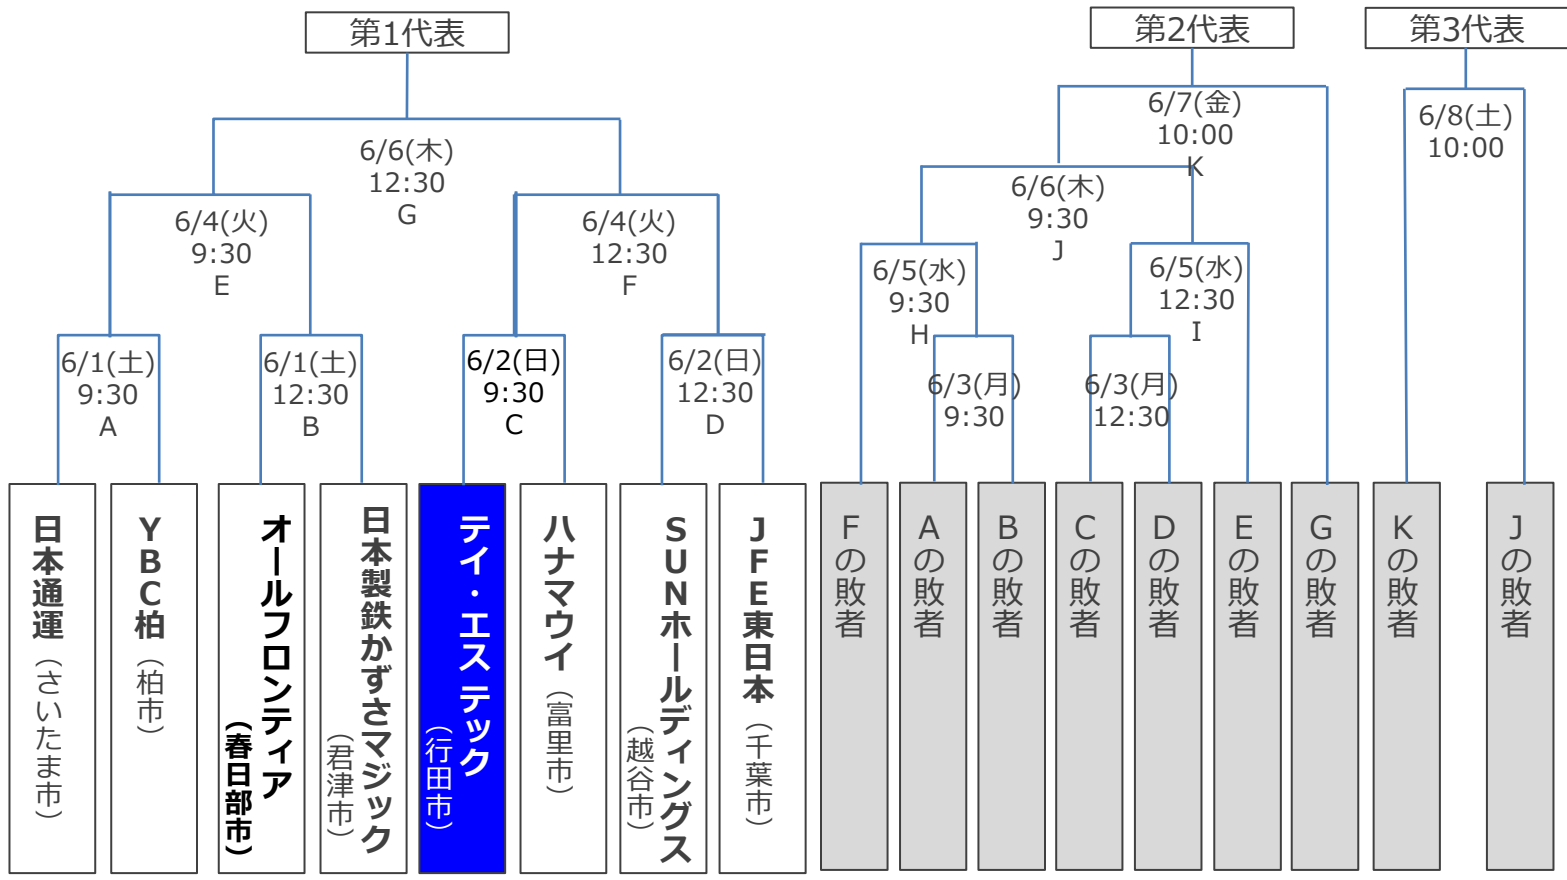 第1代表
第2代表
第3代表
6/7(金)
10:00
K
6/8(土)
10:00
6/6(木)
12:30
G
6/6(木)
9:30
J
6/4(火)
9:30
E
6/4(火)
12:30
F
6/5(水)
9:30
H
6/5(水)
12:30
I
6/1(土)
9:30
A
6/1(土)
12:30
B
6/2(日)
9:30
C
6/2(日)
12:30
D
6/3(月)
9:30
6/3(月)
12:30
日本通運（さいたま市）
YBC柏（柏市）
オールフロンティア
（春日部市）
日本製鉄かずさマジック
（君津市）
テイ・エス テック
（行田市）
ハナマウイ（富里市）
SUNホールディングス
（越谷市）
JFE東日本（千葉市）
Fの敗者
Aの敗者
Bの敗者
Cの敗者
Dの敗者
Eの敗者
Gの敗者
Kの敗者
Jの敗者